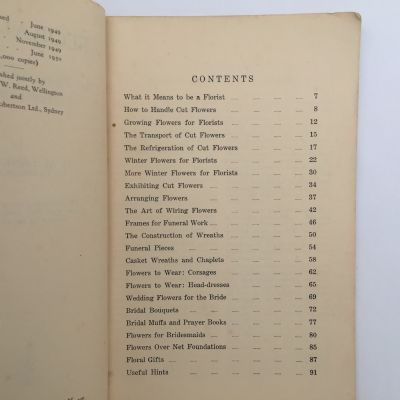 June 1949
August 1949
November 1949
June 1950
,000 copies)
shed jointly by
W. Reed, Wellington
and
obertson Ltd., Sydney
CONTENTS
What it Means to be a Florist ... ... ... 7
How to Handle Cut Flowers ... ... ... 8
Growing Flowers for Florists ... ... ... 12
The Transport of Cut Flowers ... ... ... 15
The Refrigeration of Cut Flowers ... ... 17
Winter Flowers for Florists ... ... ... 22
More Winter Flowers for Florists ... ... 30
Exhibiting Cut Flowers ... ... ... ... 34
Arranging Flowers ... ... ... ... 37
The Art of Wiring Flowers ... ... ... 42
Frames for Funeral Work ... ... ... ... 46
The Construction of Wreaths ... ... ... 50
Funeral Pieces ... ... ... ... 54
Casket Wreaths and Chaplets ... ... ... 58
Flowers to Wear: Corsages ... ... ... 62
Flowers to Wear: Head-dresses ... ... ... 65
Wedding Flowers for the Bride ... ... ... 69
Bridal Bouquets ... ... ... ... 72
Bridal Muffs and Prayer Books ... ... ... 77
Flowers for Bridesmaids ... ... ... ... 80
Flowers Over Net Foundations ... ... ... 85
Floral Gifts ... ... ... ... ... 87
Useful Hints ... ... ... ... 91